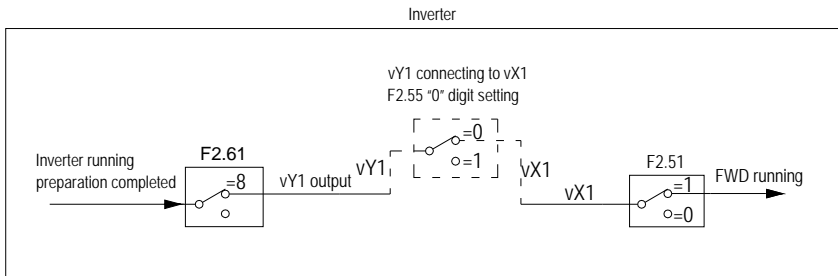 Inverter
vY1 connecting to vX1
F2.55 “0” digit setting
=0
=1
Inverter running
preparation completed
F2.61
=8
vY1 output
vY1
vX1
vX1
F2.51
=1
=0
FWD running